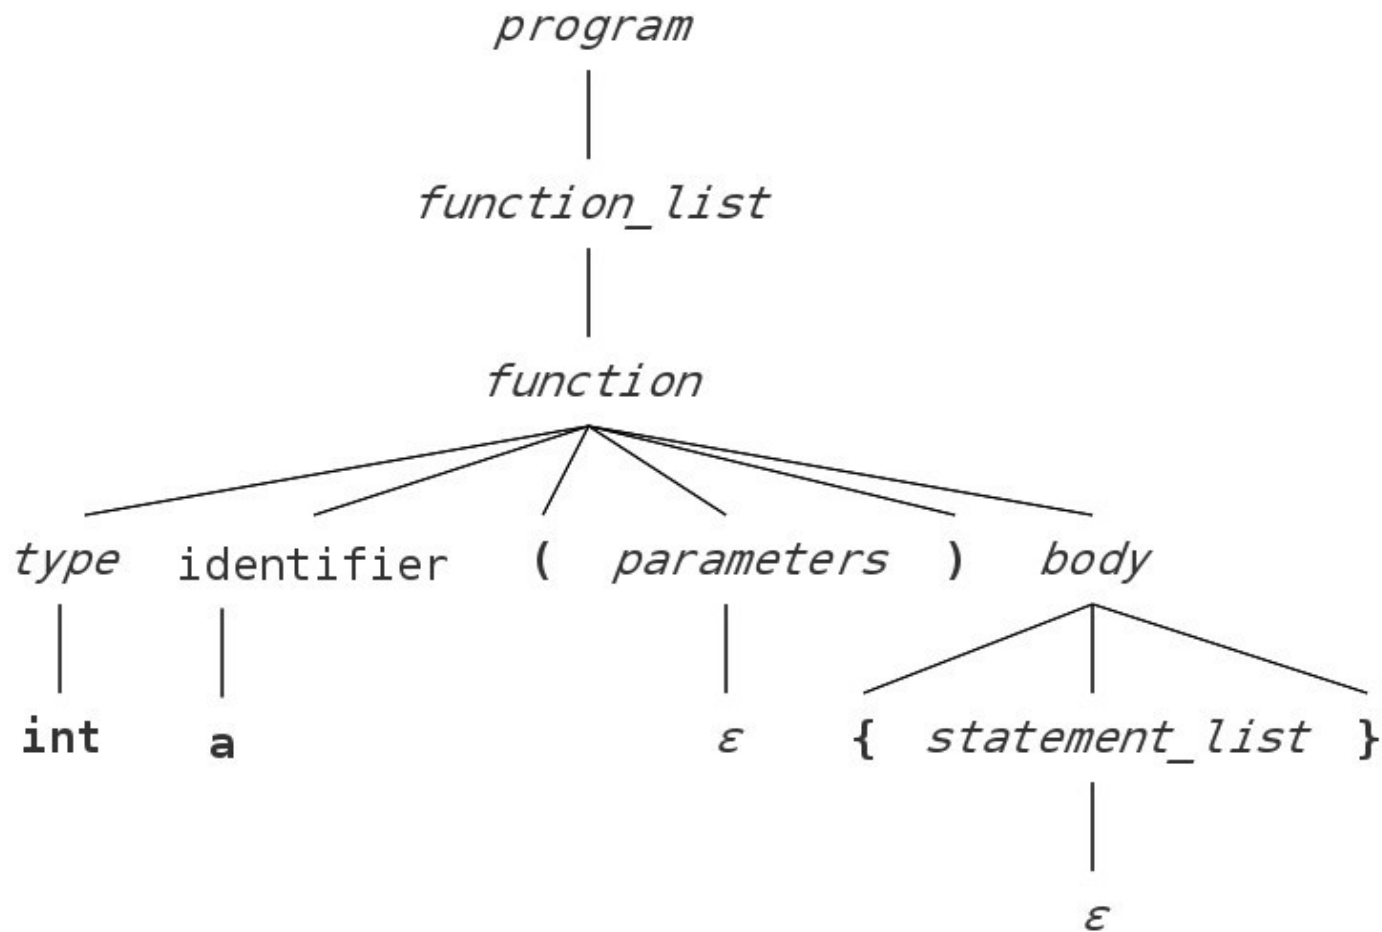 program
function_list
function
type identifier ( parameters ) body
int a ε { statement_list }
ε